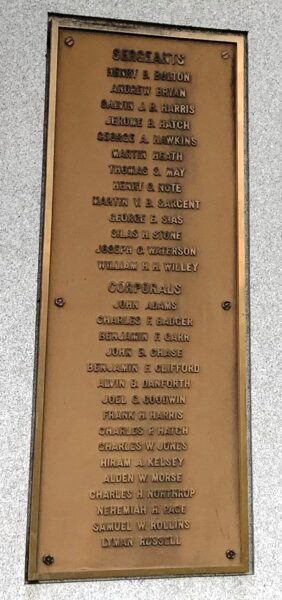 SERGEANTS
HENRY D. BOLTON
ANDREW BRYAN
CALVIN J. B. HARRIS
JEROME B. HATCH
GEORGE A. HAWKINS
MARTIN HEATH
THOMAS S. MAY
HENRY O. NUTE
MARTIN V. B. SARGENT
GEORGE E. SIAS
SILAS H. STONE
JOSEPH C. WATERSON
WILLIAM H. H. WILLEY
CORPORALS
JOHN ADAMS
CHARLES F. BADGER
BENJAMIN F. CARR
JOHN B. CHASE
BENJAMIN F. CLIFFORD
ALVIN B. DANFORTH
JOEL C. GOODWIN
FRANK H. HARRIS
CHARLES P. HATCH
CHARLES W. JONES
HIRAM A. KELSEY
ALDEN W. MORSE
CHARLES H. NORTHROP
NEHEMIAH R. PAGE
SAMUEL W. ROLLINS
LYMAN RUSSELL